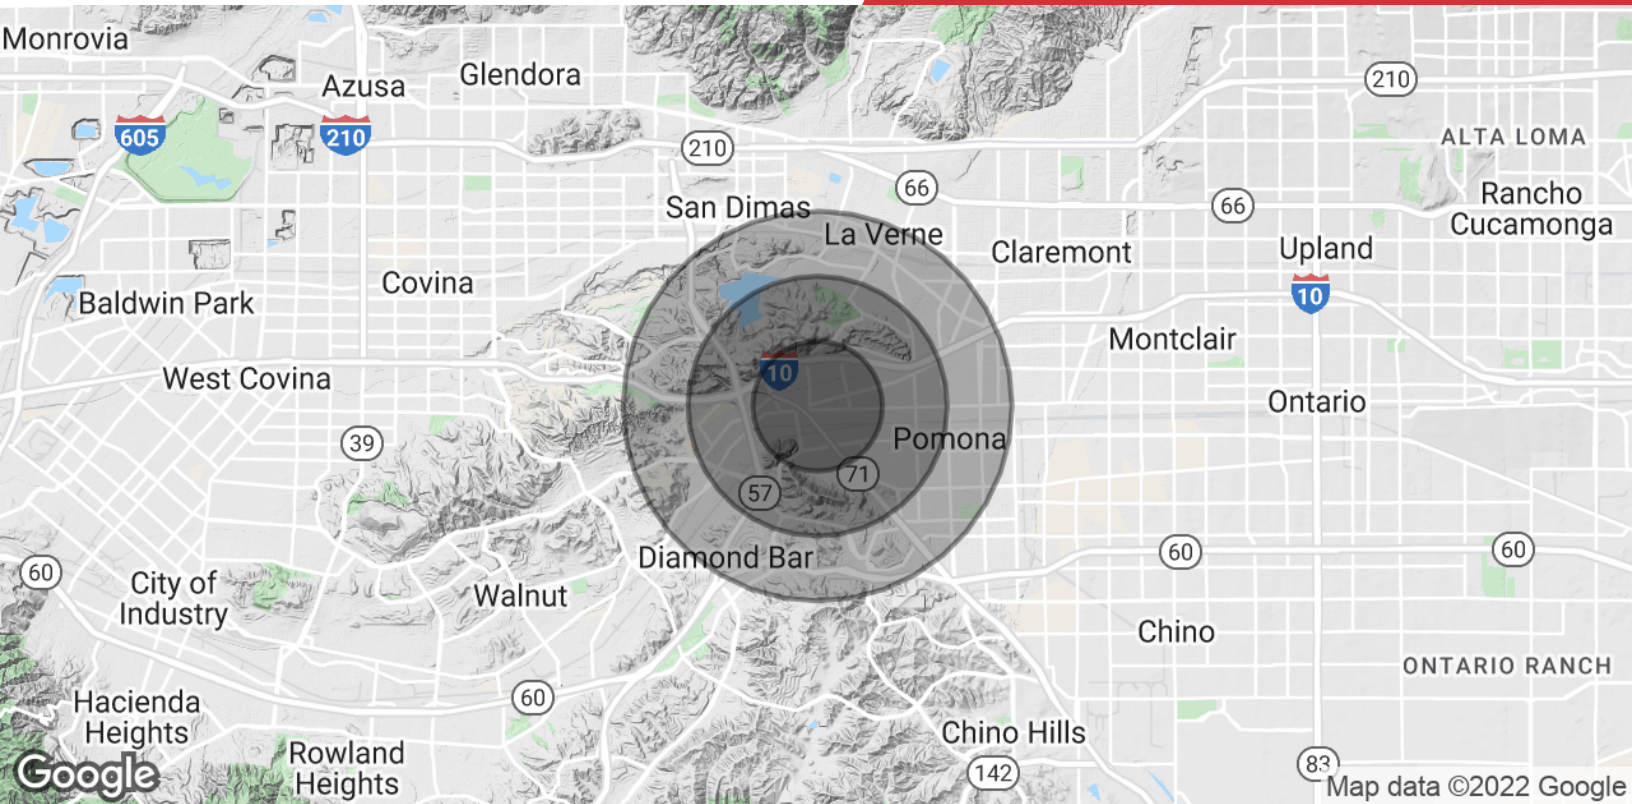 Monrovia
Glendora
Azusa
210
605
210
210
ALTA LOMA
66
Rancho
Cucamonga
66
San Dimas
La Verne
Claremont
Upland
Covina
10
Baldwin Park
Montclair
10
West Covina
Ontario
39
Pomona
71
57
60
60
Diamond Bar
60
City of
Industry
Walnut
Chino
ONTARIO RANCH
60
Hacienda
Heights
Chino Hills
Rowland
Heights
83
142
Google
Map data ©2022 Google